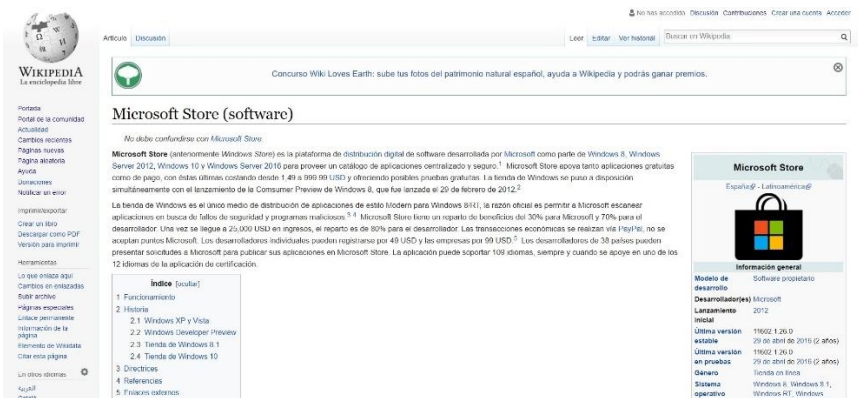 No has accedido Discusión Contribuciones Crear una cuenta Acceder
Artículo Discusión Leer Editar Ver historial Buscar en Wikipedia
WIKIPEDIA
La enciclopedia libre
Portada
Portal de la comunidad
Actualidad
Cambios recientes
Páginas nuevas
Página aleatoria
Ayuda
Donaciones
Notificar un error
Imprimir/exportar
Crear un libro
Descargar como PDF
Versión para imprimir
Herramientas
Lo que enlaza aquí
Cambios en enlazadas
Subir archivo
Páginas especiales
Enlace permanente
Información de la
página
Elemento de Wikidata
Citar esta página
En otros idiomas
العربية
Concurso Wiki Loves Earth: sube tus fotos del patrimonio natural español, ayuda a Wikipedia y podrás ganar premios.
Microsoft Store (software)
No debe confundirse con Microsoft Store.
Microsoft Store (anteriormente Windows Store) es la plataforma de distribución digital de software desarrollada por Microsoft como parte de Windows 8, Windows
Server 2012, Windows 10 y Windows Server 2016 para proveer un catálogo de aplicaciones centralizado y seguro.1 Microsoft Store apoya tanto aplicaciones gratuitas
como de pago, con éstas últimas costando desde 1,49 a 999.99 USD y ofreciendo posibles pruebas gratuitas. La tienda de Windows se puso a disposición
simultáneamente con el lanzamiento de la Comsumer Preview de Windows 8, que fue lanzada el 29 de febrero de 2012.2
La tienda de Windows es el único medio de distribución de aplicaciones de estilo Modern para Windows 8/RT, la razón oficial es permitir a Microsoft escanear
aplicaciones en busca de fallos de seguridad y programas maliciosos.3 4 Microsoft Store tiene un reparto de beneficios del 30% para Microsoft y 70% para el
desarrollador. Una vez se llegue a 25,000 USD en ingresos, el reparto es de 80% para el desarrollador. Las transacciones económicas se realizan vía PayPal, no se
aceptan puntos Microsoft. Los desarrolladores individuales pueden registrarse por 49 USD y las empresas por 99 USD.5 Los desarrolladores de 38 países pueden
presentar solicitudes a Microsoft para publicar sus aplicaciones en Microsoft Store. La aplicación puede soportar 109 idiomas, siempre y cuando se apoye en uno de los
12 idiomas de la aplicación de certificación.
Índice [ocultar]
1 Funcionamiento
2 Historia
2.1 Windows XP y Vista
2.2 Windows Developer Preview
2.3 Tienda de Windows 8.1
2.4 Tienda de Windows 10
3 Directrices
4 Referencias
5 Enlaces externos
Microsoft Store
España - Latinoamérica
Información general
Modelo de Software propietario
desarrollo
Desarrollador(es) Microsoft
Lanzamiento 2012
inicial
Última versión 11602.1.26.0
estable 29 de abril de 2016 (2 años)
Última versión 11602.1.26.0
en pruebas 29 de abril de 2016 (2 años)
Género Tienda en línea
Sistema Windows 8, Windows 8.1,
operativo Windows RT, Windows